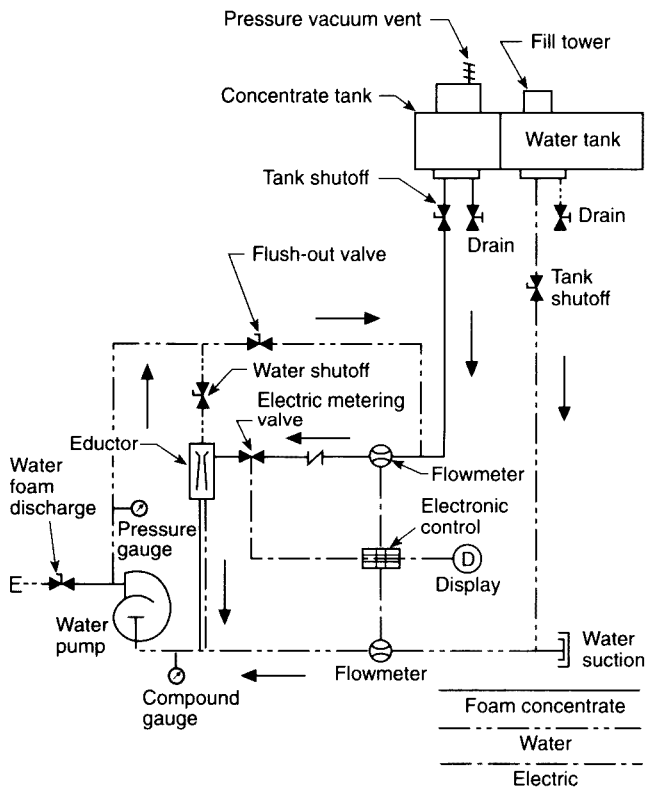 Pressure vacuum vent
Fill tower
Concentrate tank
Water tank
Tank shutoff
Drain
Drain
Flush-out valve
Tank
shutoff
Water shutoff
Electric metering
valve
Eductor
Flowmeter
Water
foam
discharge
Pressure
gauge
Electronic
control
E
D
Display
Water
pump
Flowmeter
Water
suction
Compound
gauge
Foam concentrate
Water
Electric